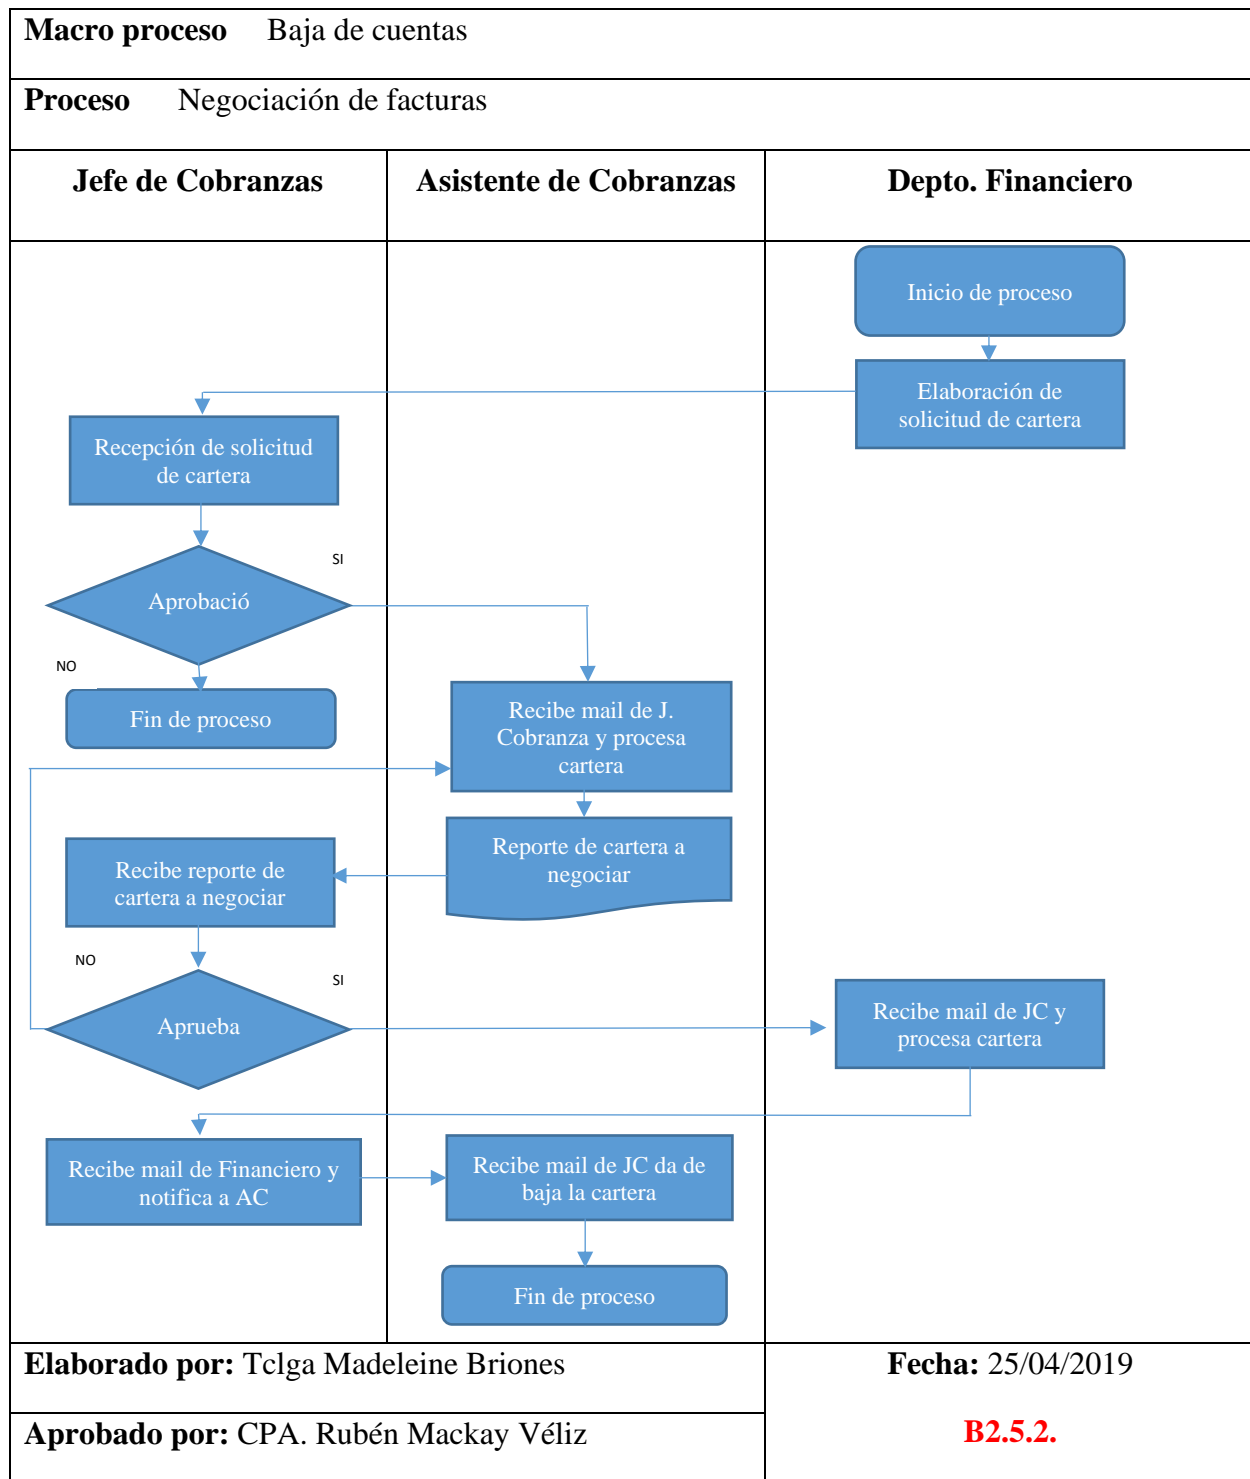 Macro proceso Baja de cuentas
Proceso Negociación de facturas
Jefe de Cobranzas
Asistente de Cobranzas
Depto. Financiero
Inicio de proceso
Elaboración de
solicitud de cartera
Recepción de solicitud
de cartera
SI
Aprobació
NO
Fin de proceso
Recibe mail de J.
Cobranza y procesa
cartera
Reporte de cartera a
negociar
Recibe reporte de
cartera a negociar
NO
SI
Aprueba
Recibe mail de JC y
procesa cartera
Recibe mail de Financiero y
notifica a AC
Recibe mail de JC da de
baja la cartera
Fin de proceso
Elaborado por: Tclga Madeleine Briones
Fecha: 25/04/2019
Aprobado por: CPA. Rubén Mackay Véliz
B2.5.2.